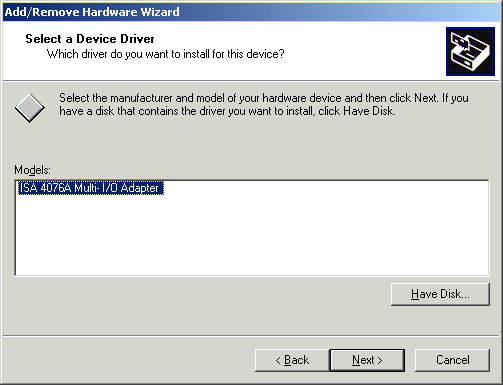 Add/Remove Hardware Wizard
Select a Device Driver
Which driver do you want to install for this device?
Select the manufacturer and model of your hardware device and then click Next. If you
have a disk that contains the driver you want to install, click Have Disk.
Models:
ISA 4076A Multi- I/O Adapter
Have Disk...
< Back
Next >
Cancel